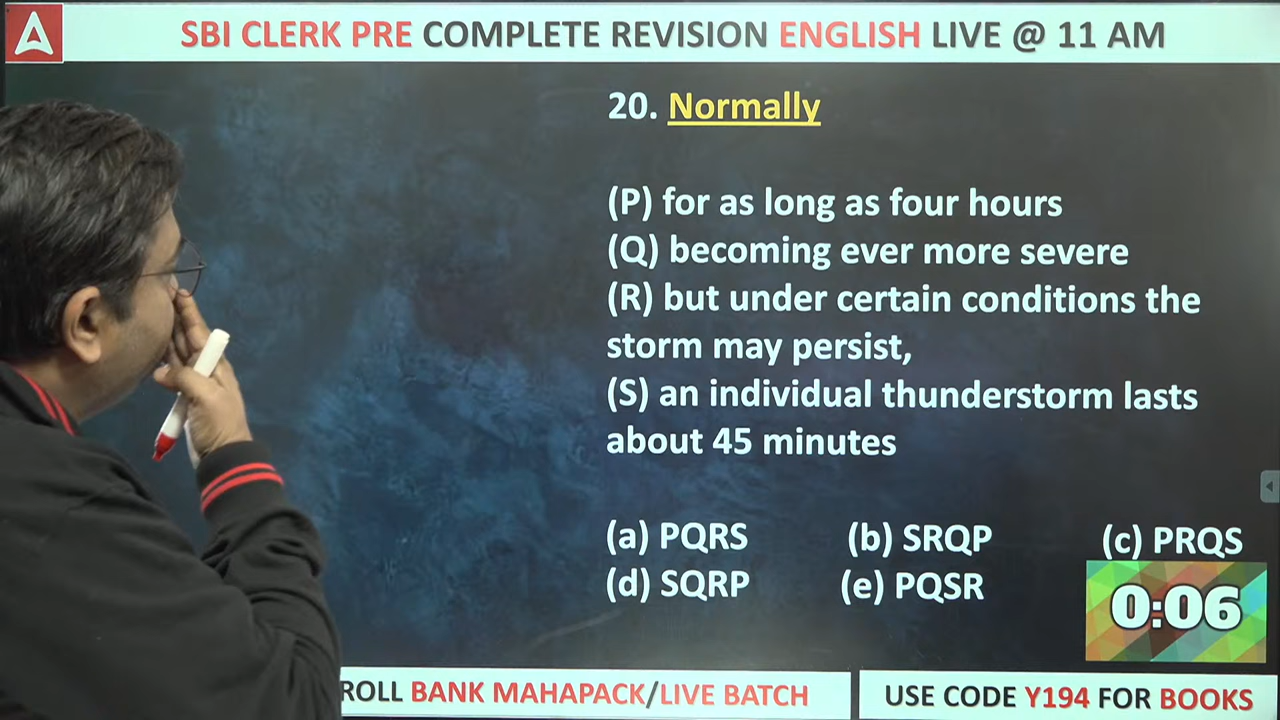 SBI CLERK PRE COMPLETE REVISION ENGLISH LIVE @ 11 AM
20. Normally
(P) for as long as four hours
(Q) becoming ever more severe
(R) but under certain conditions the
storm may persist,
(S) an individual thunderstorm lasts
about 45 minutes
(a) PQRS (b) SRQP (c) PRQS
(d) SQRP (e) PQSR
0:06
ROLL BANK MAHAPACK/LIVE BATCH
USE CODE Y194 FOR BOOKS